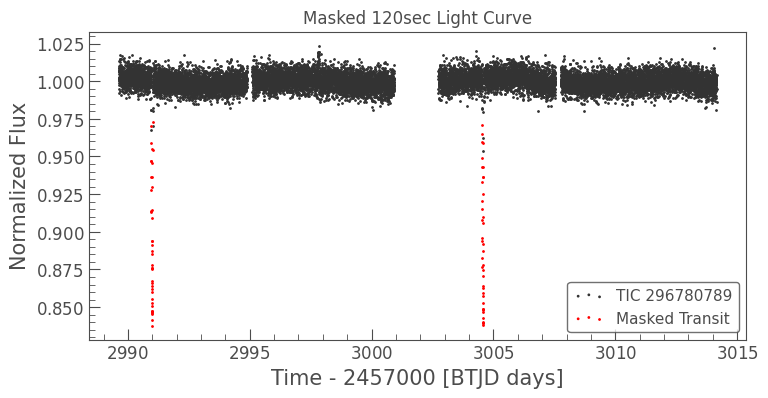 Masked 120sec Light Curve
Normalized Flux
1.025
1.000
0.975
0.950
0.925
0.900
0.875
0.850
TIC 296780789
Masked Transit
2990
2995
3000
3005
3010
3015
Time - 2457000 [BTJD days]